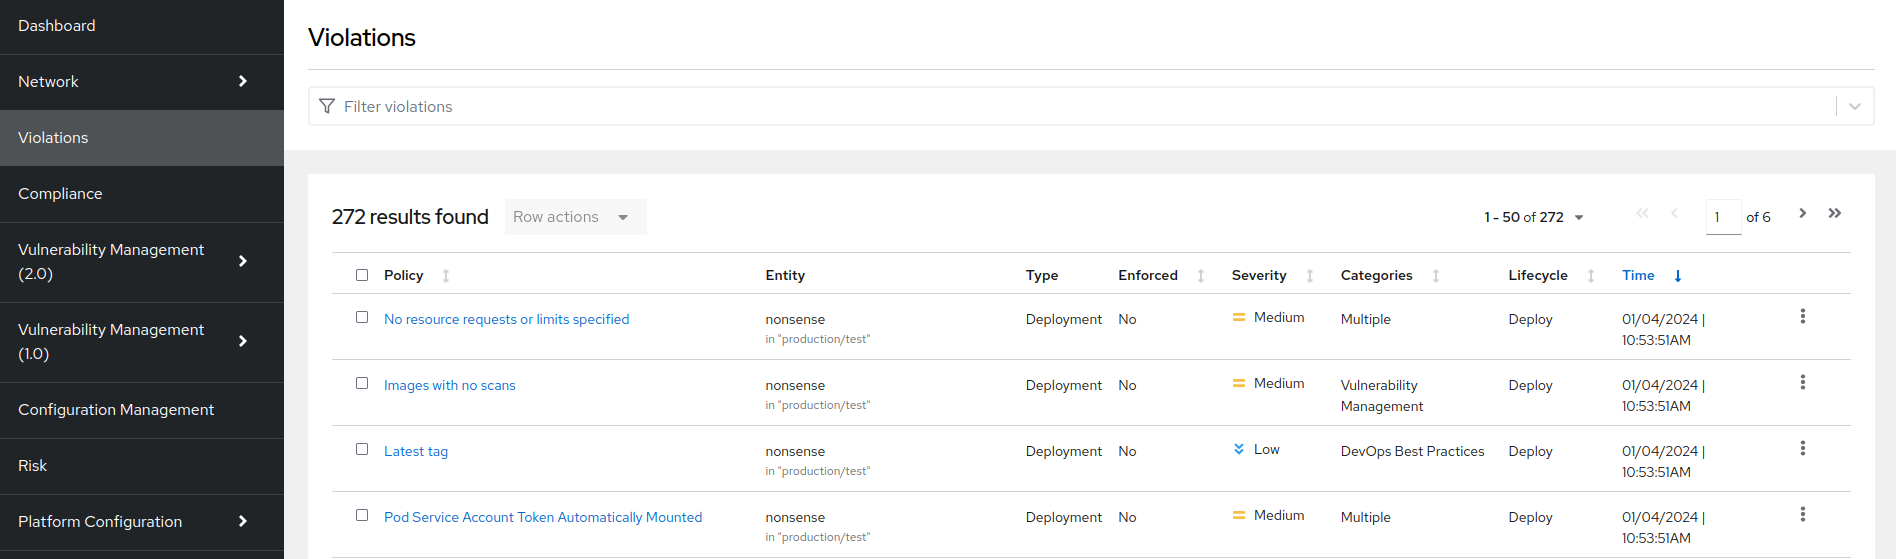 Dashboard
Network
Violations
Compliance
Vulnerability Management
(2.0)
Vulnerability Management
(1.0)
Configuration Management
Risk
Platform Configuration
Violations
Filter violations
272 results found Row actions 1 - 50 of 272 1 of 6
Policy Entity Type Enforced Severity Categories Lifecycle Time
No resource requests or limits specified nonsense Deployment No Medium Multiple Deploy 01/04/2024 |
in "production/test" 10:53:51AM
Images with no scans nonsense Deployment No Medium Vulnerability Deploy 01/04/2024 |
in "production/test" Management 10:53:51AM
Latest tag nonsense Deployment No Low DevOps Best Practices Deploy 01/04/2024 |
in "production/test" 10:53:51AM
Pod Service Account Token Automatically Mounted nonsense Deployment No Medium Multiple Deploy 01/04/2024 |
in "production/test" 10:53:51AM